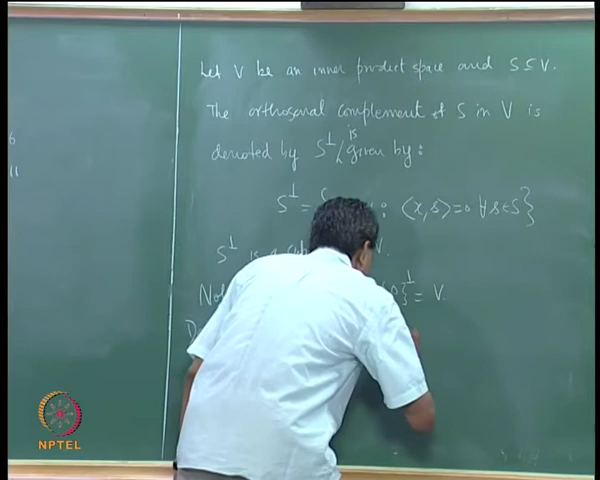 Let V be an inner product space and S ⊆ V.
The orthogonal complement of S in V is
denoted by S^⊥ / is given by:
S^⊥ = { : ⟨x, s⟩ = 0 ∀ s ∈ S}
S^⊥ is a V.
{0}^⊥ = V.
6
11
NPTEL